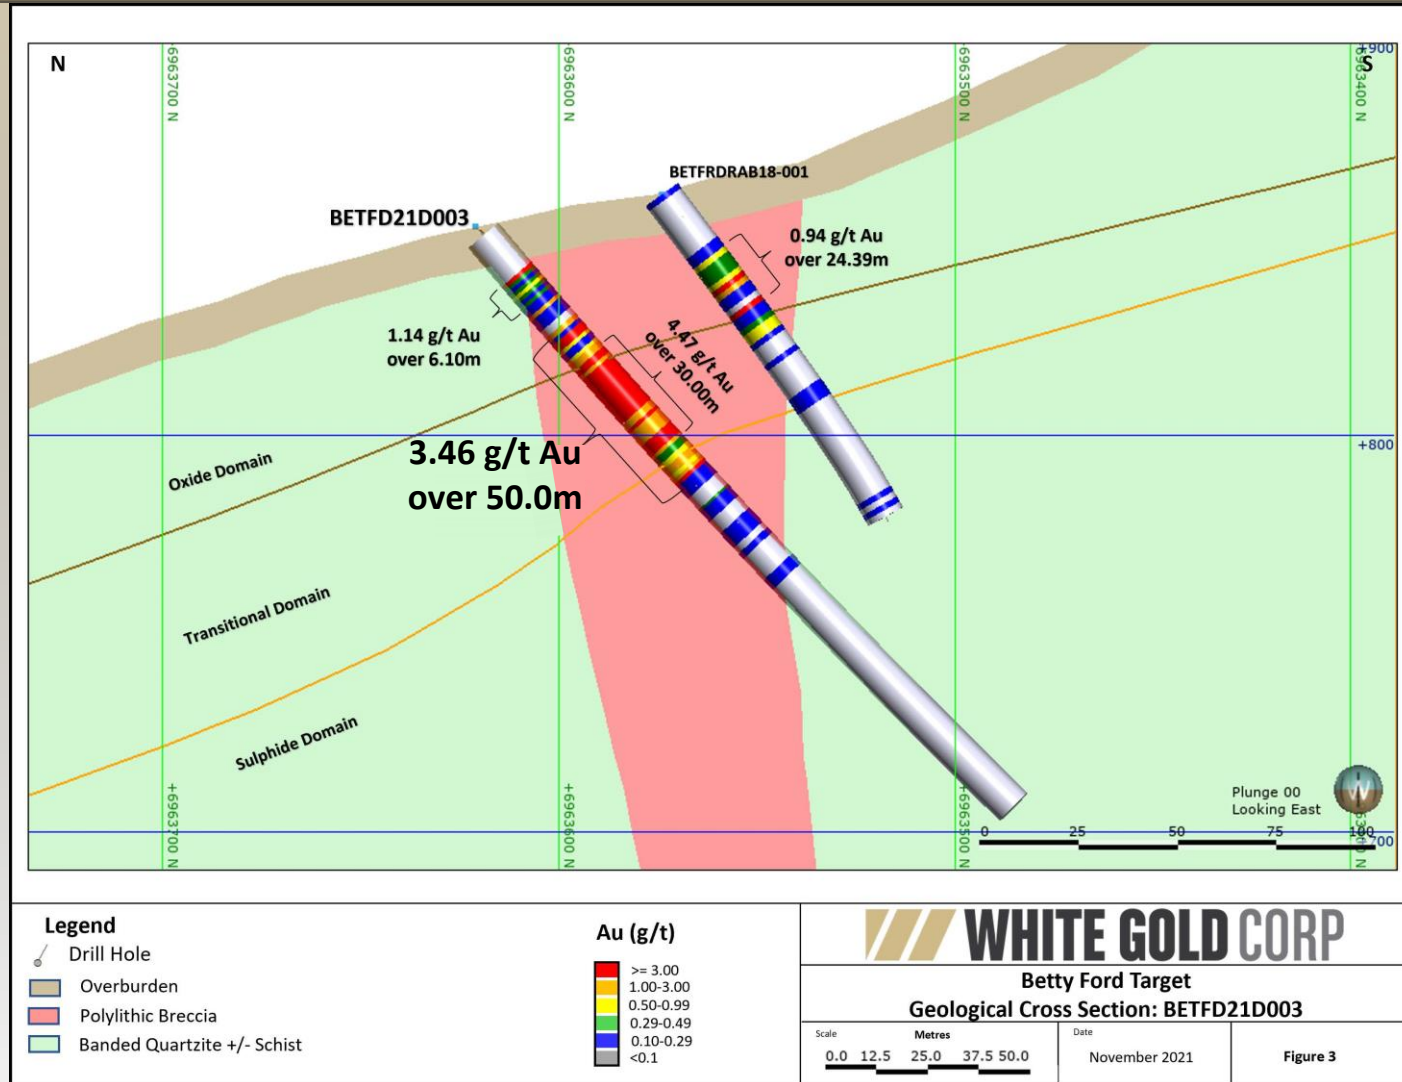 N
S
6963700 N
6963600 N
6963500 N
6963400 N
+900
BETFRDRAB18-001
BETFD21D003
0.94 g/t Au
over 24.39m
1.14 g/t Au
over 6.10m
4.47 g/t Au
over 30.00m
+800
3.46 g/t Au
over 50.0m
Oxide Domain
Transitional Domain
Sulphide Domain
+6963700 N
+6963600 N
+6963500 N
Plunge 00
Looking East
0 25 50 75 100
Legend
Drill Hole
Overburden
Polylithic Breccia
Banded Quartzite +/- Schist
Au (g/t)
>= 3.00
1.00-3.00
0.50-0.99
0.29-0.49
0.10-0.29
<0.1
WHITE GOLD CORP
Betty Ford Target
Geological Cross Section: BETFD21D003
Scale Metres
0.0 12.5 25.0 37.5 50.0
Date
November 2021
Figure 3